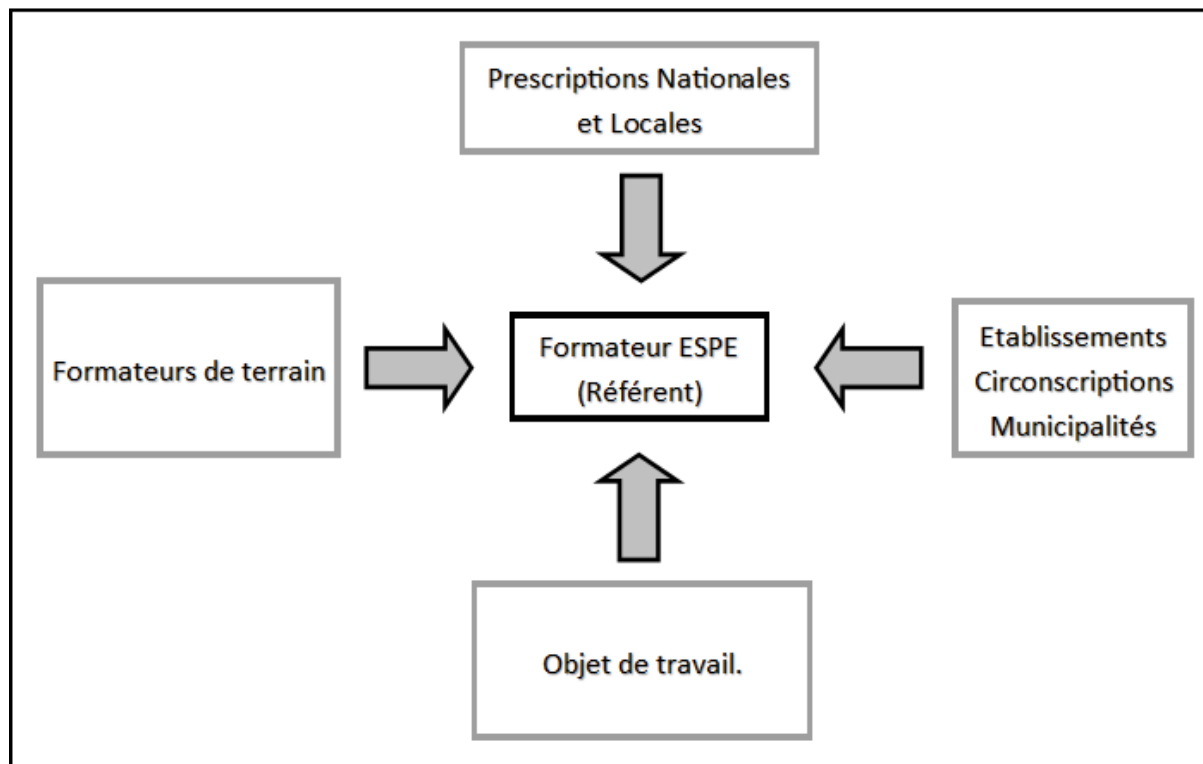 Prescriptions Nationales
et Locales
Formateurs de terrain
Formateur ESPE
(Référent)
Etablissements
Circonscriptions
Municipalités
Objet de travail.